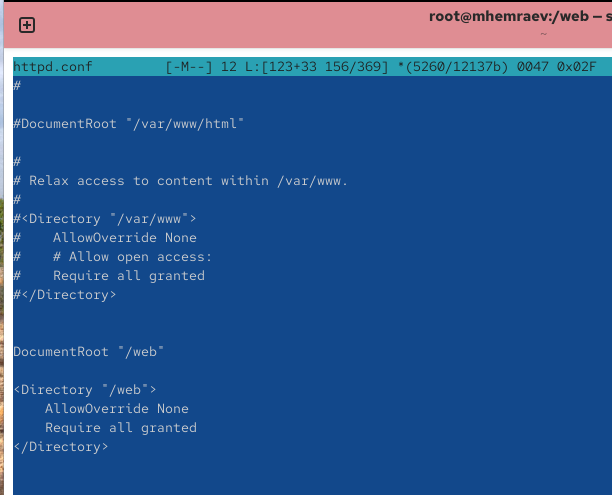 root@mhemraev:/web — s
~
httpd.conf [-M--] 12 L:[123+33 156/369] *(5260/12137b) 0047 0x02F
#
#DocumentRoot "/var/www/html"
#
# Relax access to content within /var/www.
#
#<Directory "/var/www">
# AllowOverride None
# # Allow open access:
# Require all granted
#</Directory>
DocumentRoot "/web"
<Directory "/web">
AllowOverride None
Require all granted
</Directory>